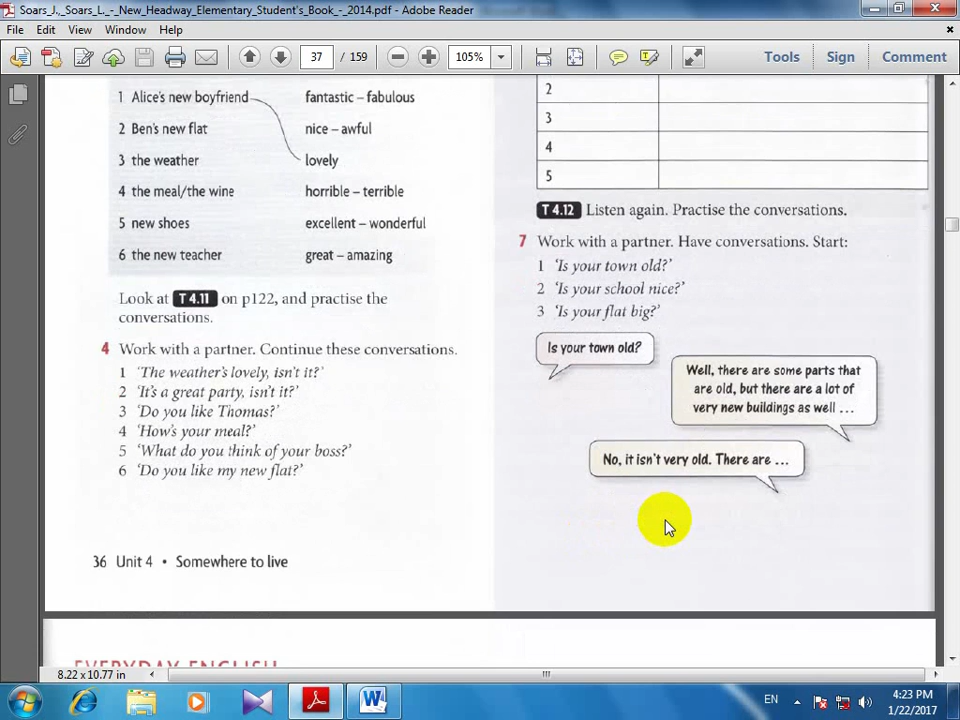 Soars_J.,_Soars_L._-_New_Headway_Elementary_Student's_Book_-_2014.pdf - Adobe Reader
File Edit View Window Help
37 / 159 105% Tools Sign Comment
1 Alice's new boyfriend fantastic – fabulous
2 Ben's new flat nice – awful
3 the weather lovely
4 the meal/the wine horrible – terrible
5 new shoes excellent – wonderful
6 the new teacher great – amazing
Look at T 4.11 on p122, and practise the
conversations.
4 Work with a partner. Continue these conversations.
1 'The weather's lovely, isn't it?'
2 'It's a great party, isn't it?'
3 'Do you like Thomas?'
4 'How's your meal?'
5 'What do you think of your boss?'
6 'Do you like my new flat?'
36 Unit 4 • Somewhere to live
2
3
4
5
T 4.12 Listen again. Practise the conversations.
7 Work with a partner. Have conversations. Start:
1 'Is your town old?'
2 'Is your school nice?'
3 'Is your flat big?'
Is your town old?
Well, there are some parts that
are old, but there are a lot of
very new buildings as well ...
No, it isn't very old. There are ...
EVERYDAY ENGLISH
8.22 x 10.77 in
EN
4:23 PM
1/22/2017